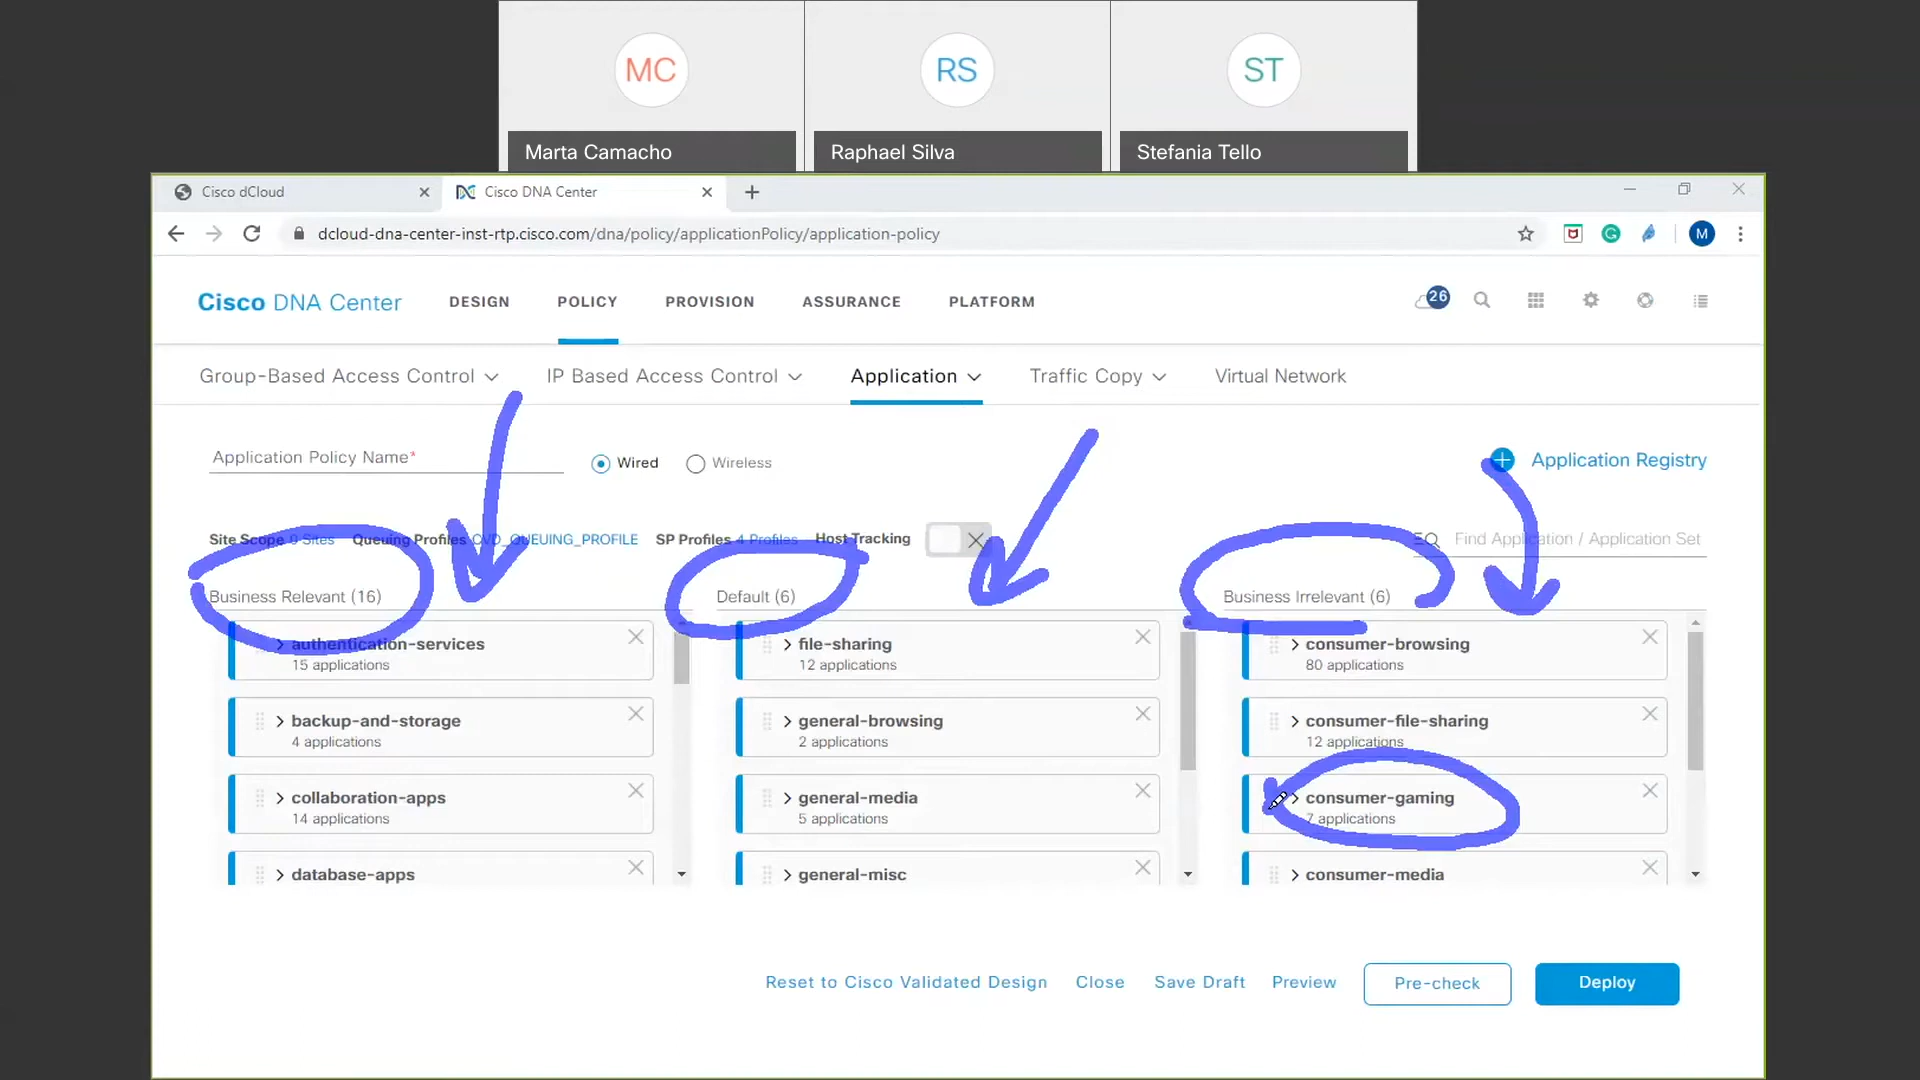 MC RS ST
Marta Camacho Raphael Silva Stefania Tello
Cisco dCloud Cisco DNA Center
dcloud-dna-center-inst-rtp.cisco.com/dna/policy/applicationPolicy/application-policy
M
Cisco DNA Center DESIGN POLICY PROVISION ASSURANCE PLATFORM 26
Group-Based Access Control IP Based Access Control Application Traffic Copy Virtual Network
Application Policy Name* Wired Wireless Application Registry
Site Scope 0 Sites Queuing Profiles CVD_QUEUING_PROFILE SP Profiles 4 Profiles Host Tracking Find Application / Application Set
Business Relevant (16) Default (6) Business Irrelevant (6)
authentication-services file-sharing consumer-browsing
15 applications 12 applications 80 applications
backup-and-storage general-browsing consumer-file-sharing
4 applications 2 applications 12 applications
collaboration-apps general-media consumer-gaming
14 applications 5 applications 7 applications
database-apps general-misc consumer-media
Reset to Cisco Validated Design Close Save Draft Preview Pre-check Deploy